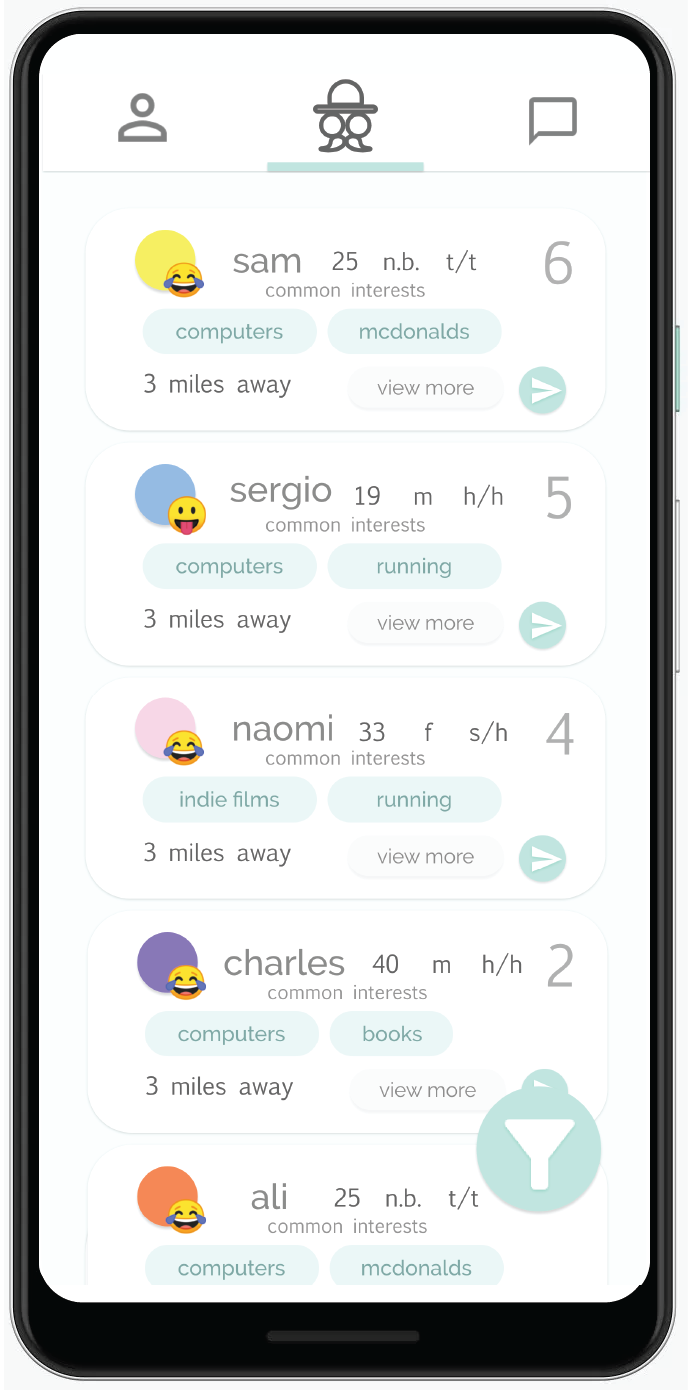 sam 25 n.b. t/t 6
common interests
computers mcdonalds
3 miles away view more
sergio 19 m h/h 5
common interests
computers running
3 miles away view more
naomi 33 f s/h 4
common interests
indie films running
3 miles away view more
charles 40 m h/h 2
common interests
computers books
3 miles away view more
ali 25 n.b. t/t
common interests
computers mcdonalds